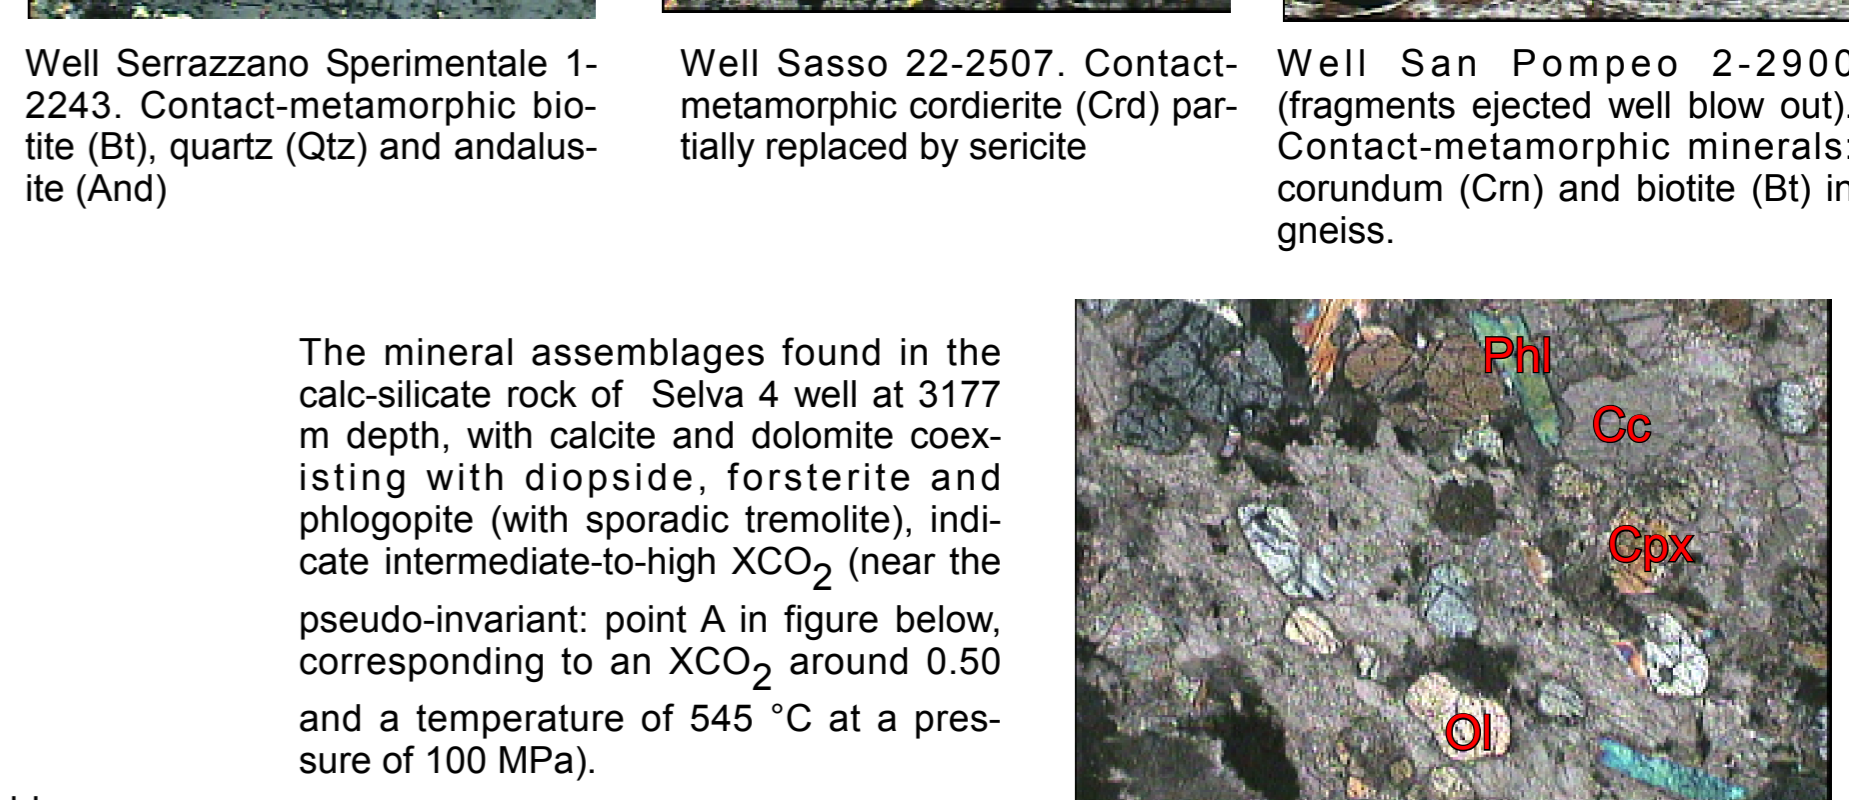 Well Serrazzano Sperimentale 1-
2243. Contact-metamorphic bio-
tite (Bt), quartz (Qtz) and andalus-
ite (And)
Well Sasso 22-2507. Contact-
metamorphic cordierite (Crd) par-
tially replaced by sericite
Well San Pompeo 2-2900
(fragments ejected well blow out).
Contact-metamorphic minerals:
corundum (Crn) and biotite (Bt) in
gneiss.
The mineral assemblages found in the
calc-silicate rock of Selva 4 well at 3177
m depth, with calcite and dolomite coex-
isting with diopside, forsterite and
phlogopite (with sporadic tremolite), indi-
cate intermediate-to-high XCO2 (near the
pseudo-invariant: point A in figure below,
corresponding to an XCO2 around 0.50
and a temperature of 545 °C at a pres-
sure of 100 MPa).
Phl
Cc
Cpx
Ol